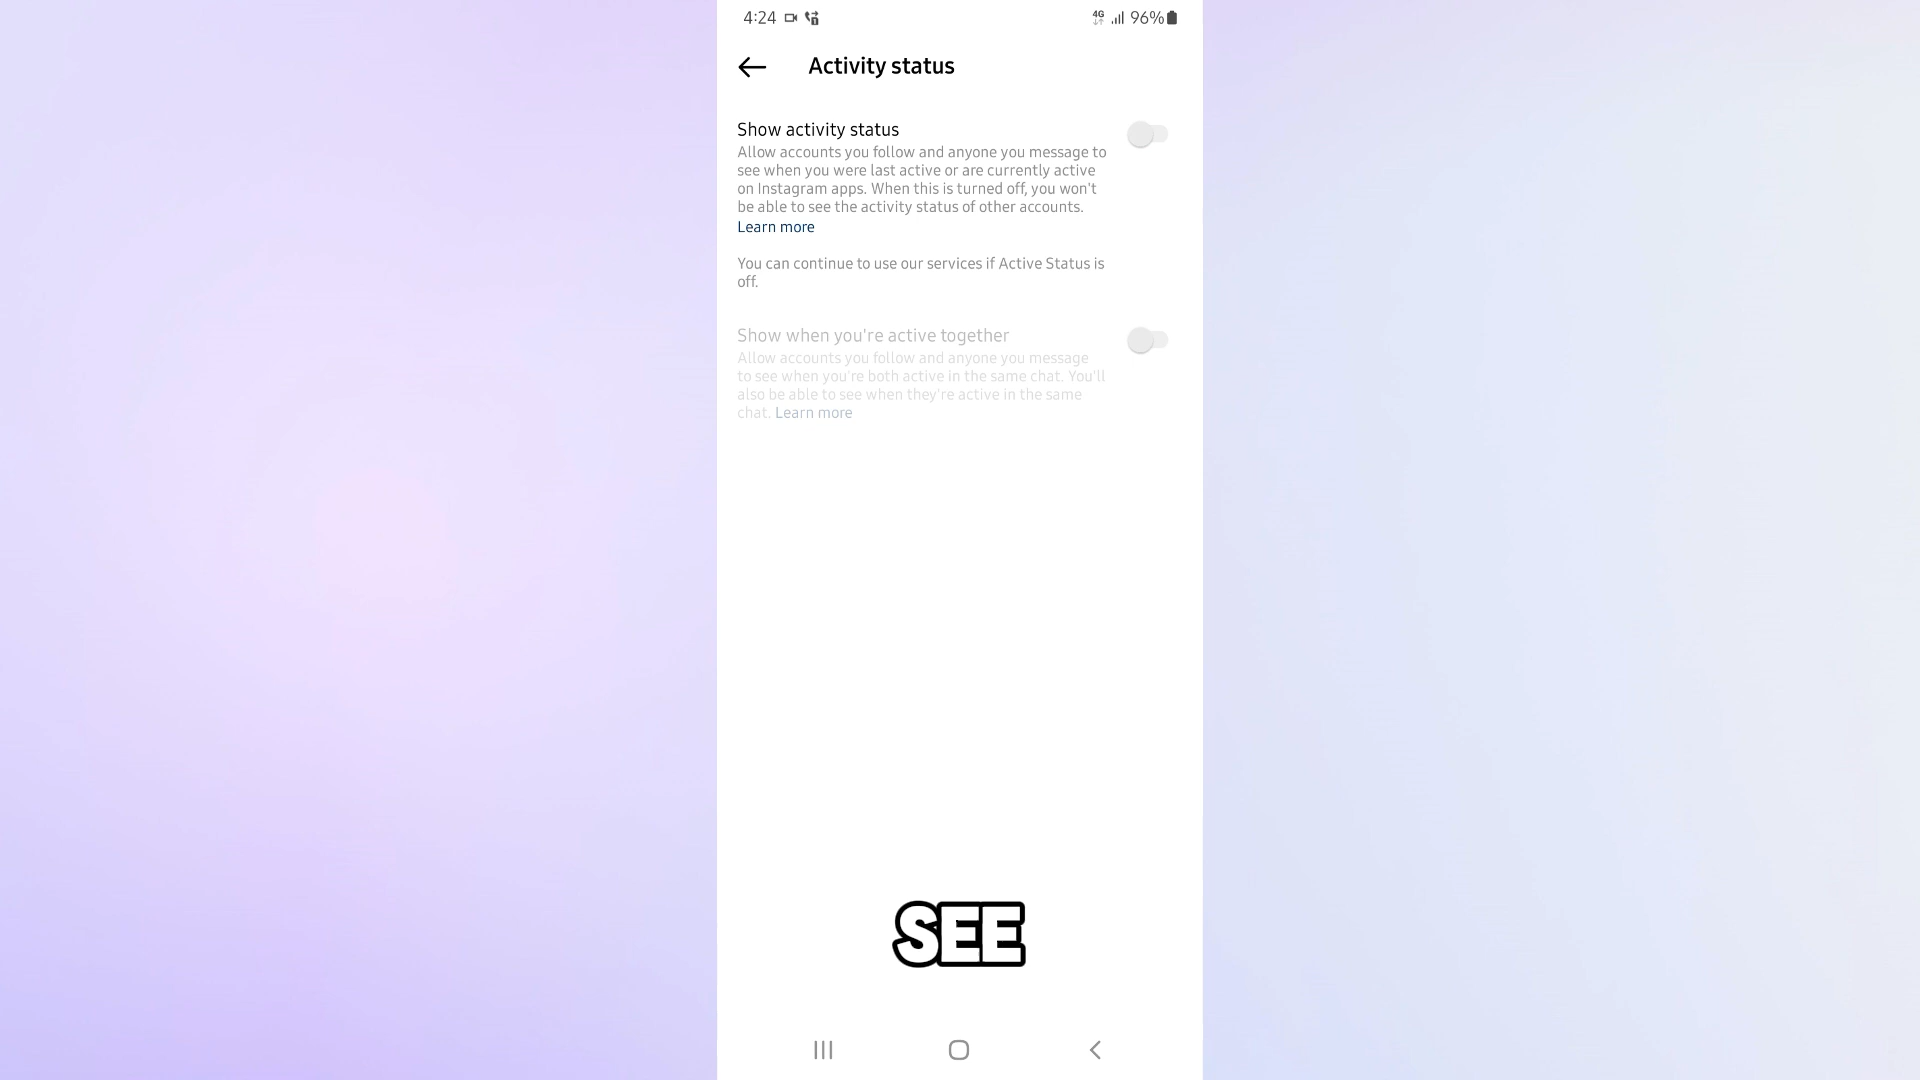 4:24 4G 96%
Activity status
Show activity status
Allow accounts you follow and anyone you message to
see when you were last active or are currently active
on Instagram apps. When this is turned off, you won't
be able to see the activity status of other accounts.
Learn more
You can continue to use our services if Active Status is
off.
Show when you're active together
Allow accounts you follow and anyone you message
to see when you're both active in the same chat. You'll
also be able to see when they're active in the same
chat. Learn more
SEE